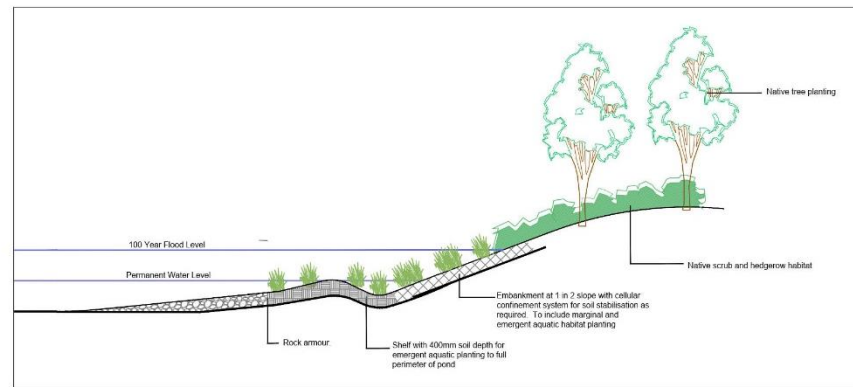 Native tree planting
100 Year Flood Level
Native scrub and hedgerow habitat
Permanent Water Level
Embankment at 1 in 2 slope with cellular
confinement system for soil stabilisation as
required. To include marginal and
emergent aquatic habitat planting
Rock armour.
Shelf with 400mm soil depth for
emergent aquatic planting to full
perimeter of pond